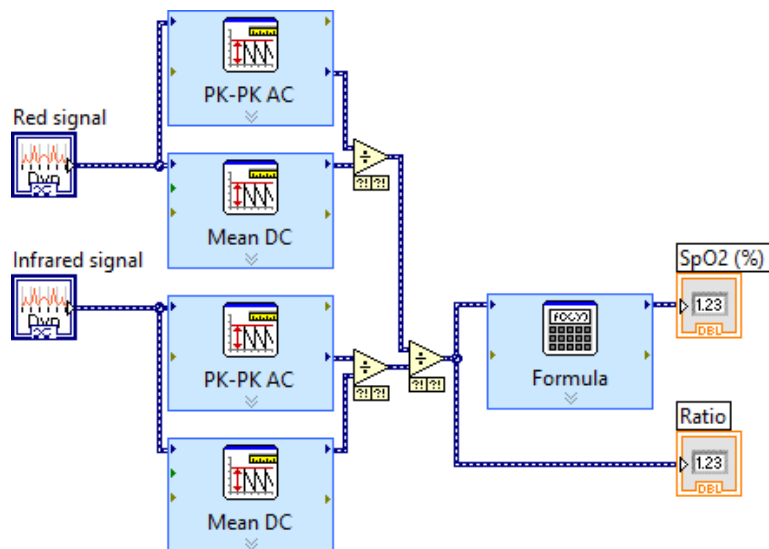 PK-PK AC
Red signal
Mean DC
Infrared signal
PK-PK AC
Mean DC
Formula
SpO2 (%)
1.23
DBL
Ratio
1.23
DBL